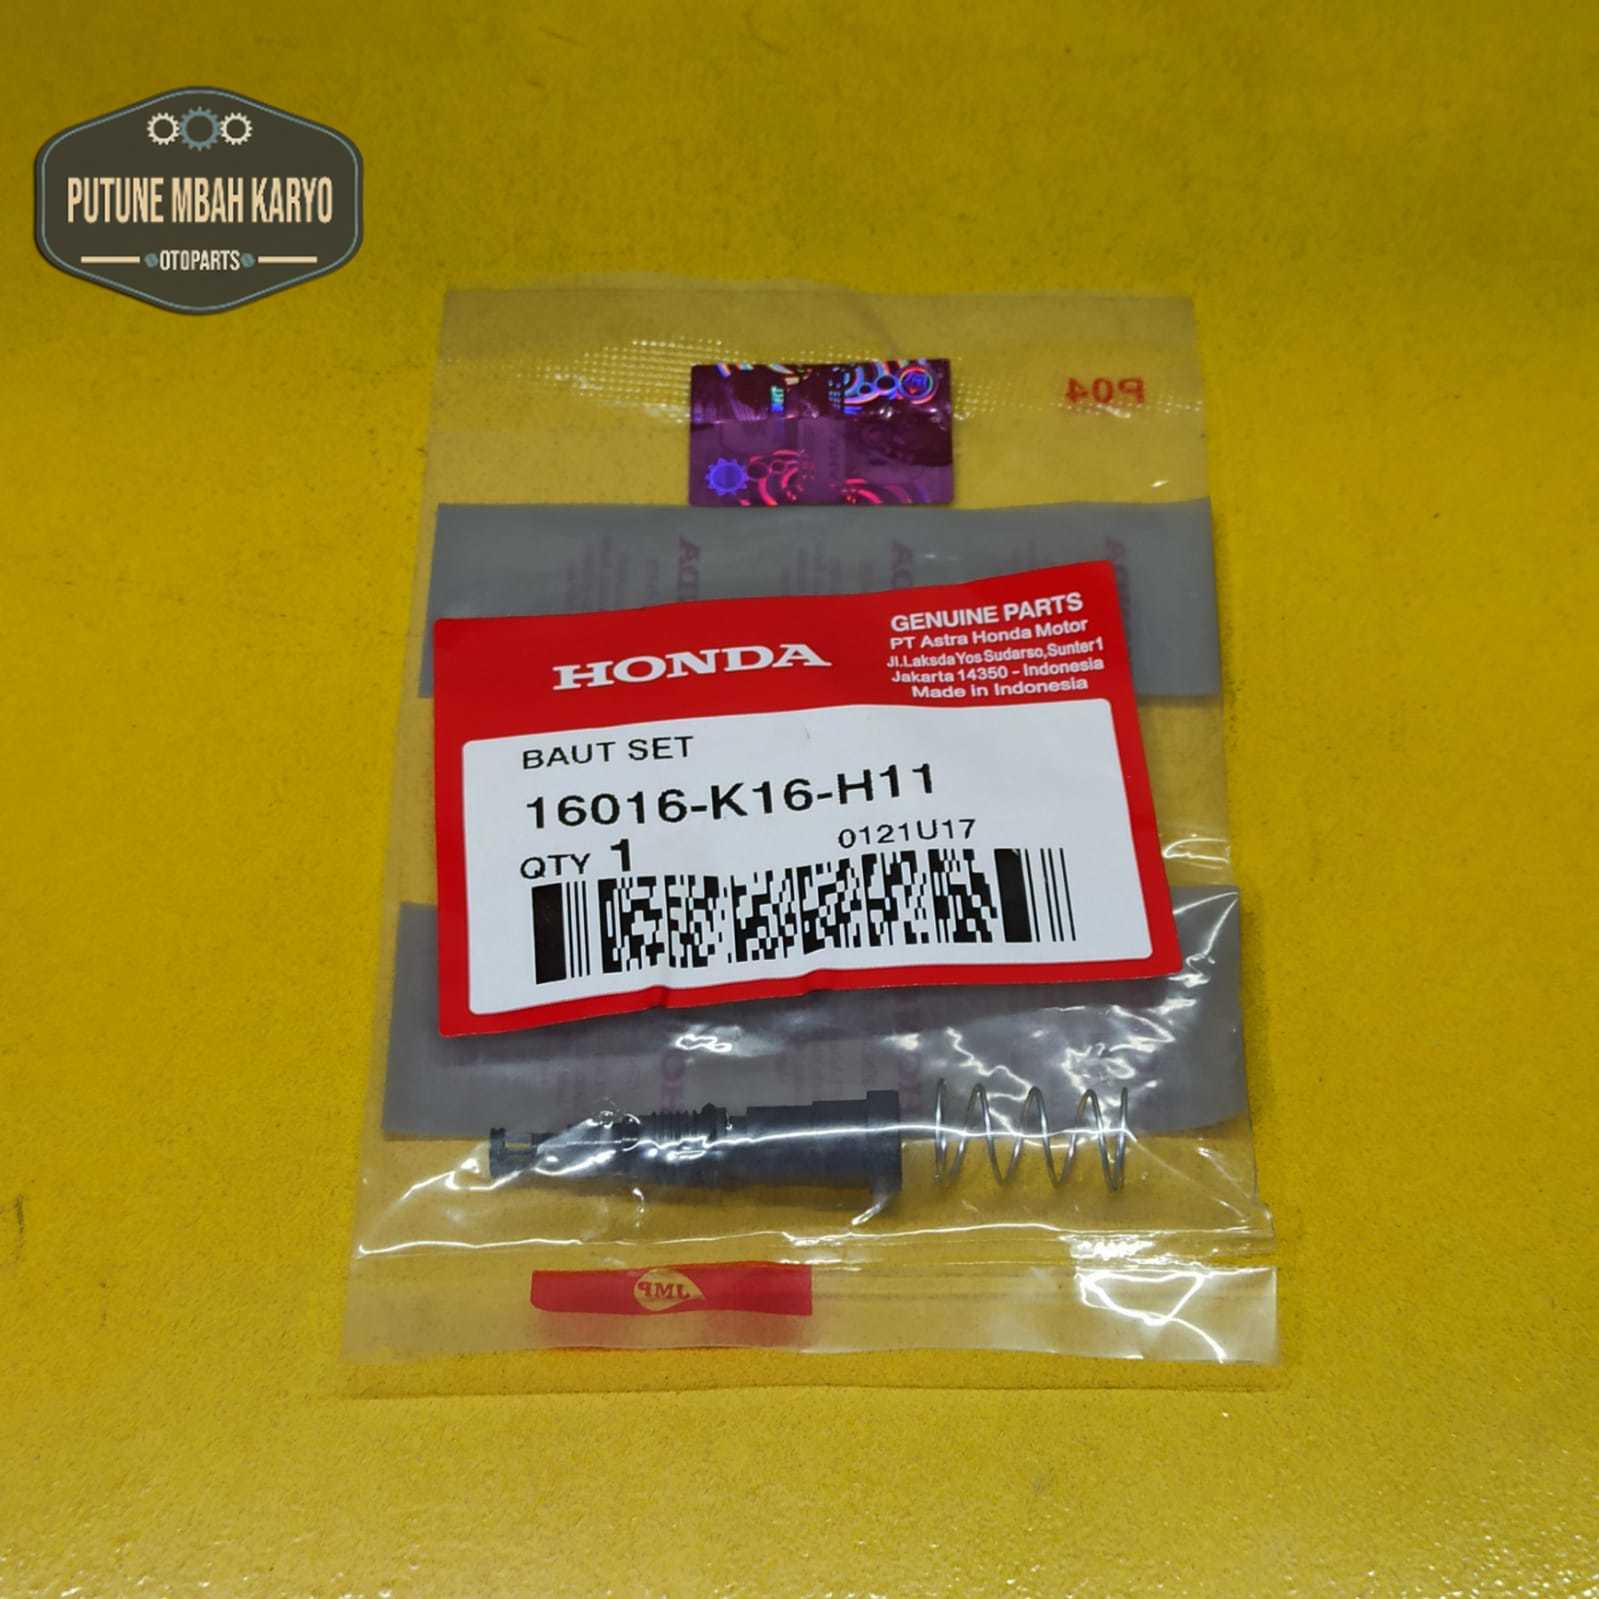 PUTUNE MBAH KARYO
OTOPARTS
P04
HONDA
GENUINE PARTS
PT Astra Honda Motor
Jl.Laksda Yos Sudarso,Sunter1
Jakarta 14350 - Indonesia
Made in Indonesia
BAUT SET
16016-K16-H11
0121U17
QTY 1
JMP